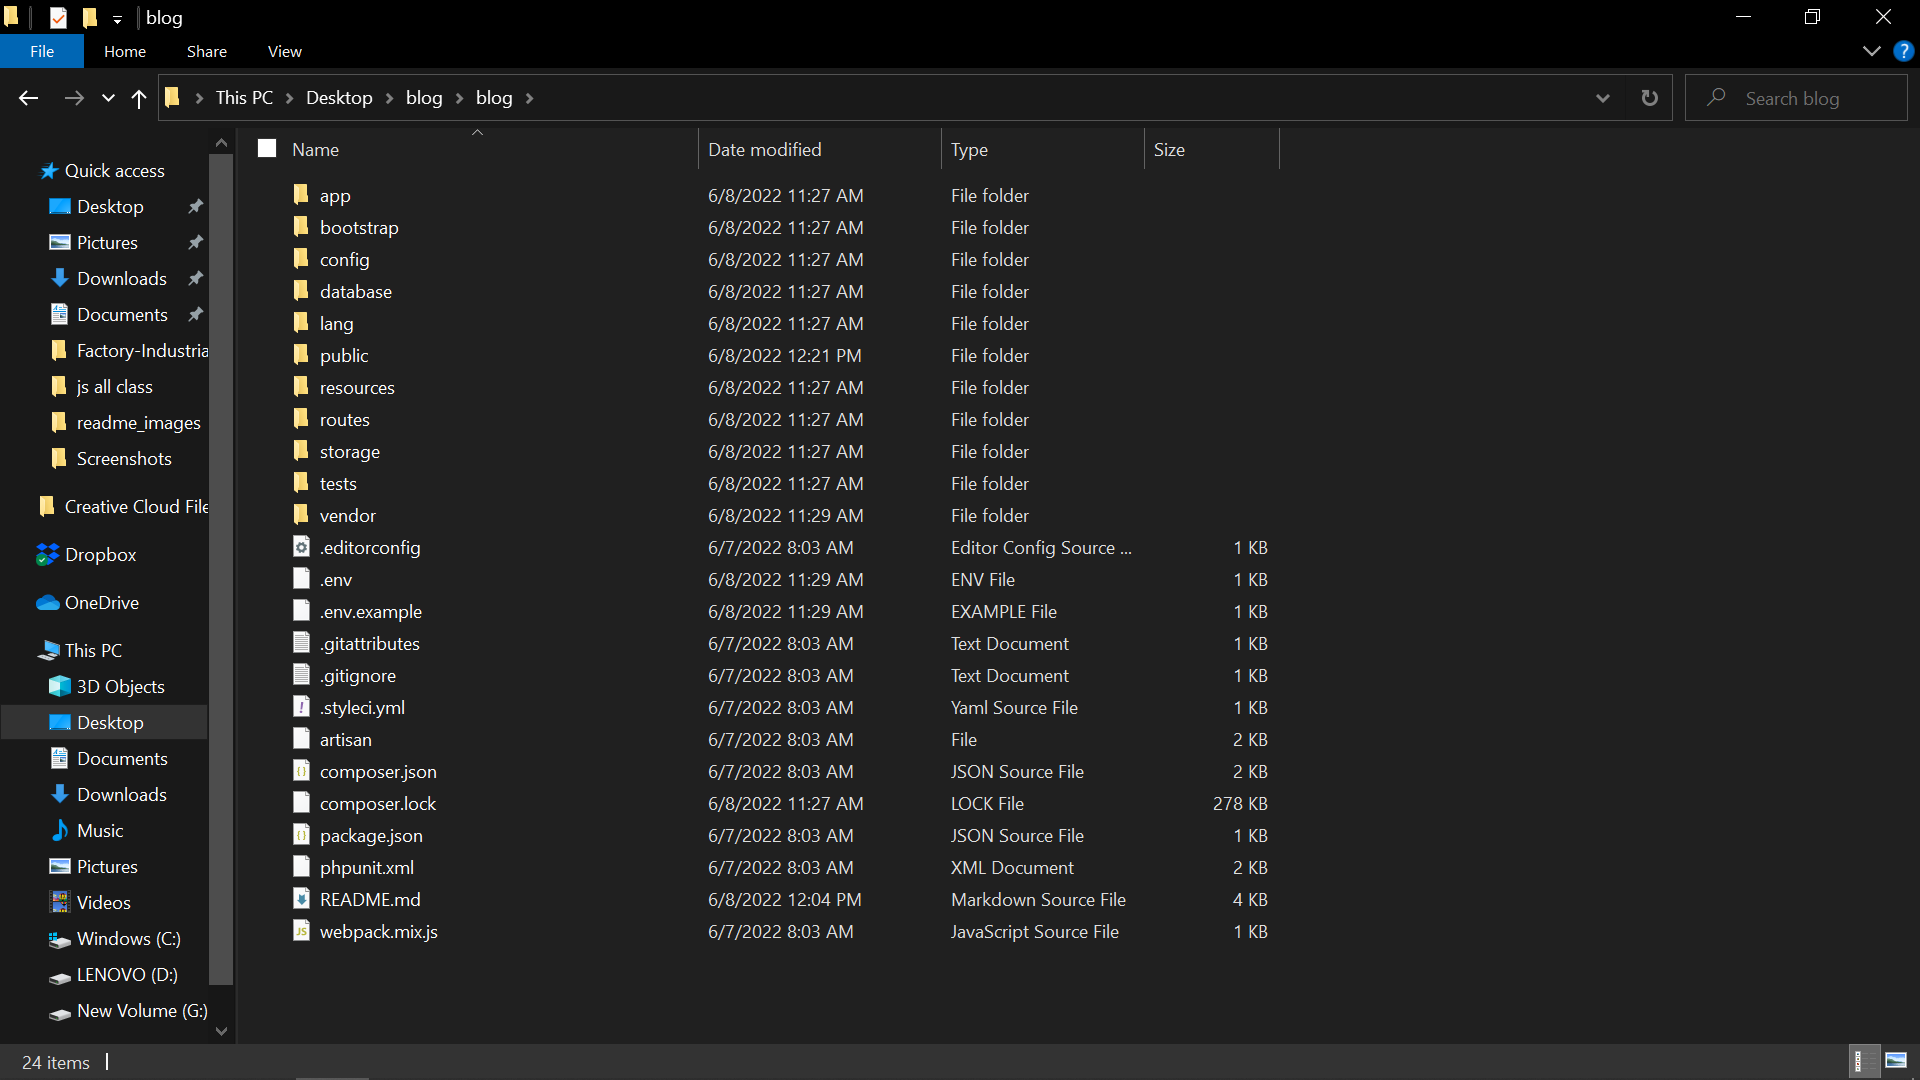 blog
File Home Share View
This PC Desktop blog blog Search blog
Name Date modified Type Size
Quick access
Desktop
Pictures
Downloads
Documents
Factory-Industria
js all class
readme_images
Screenshots
Creative Cloud File
Dropbox
OneDrive
This PC
3D Objects
Desktop
Documents
Downloads
Music
Pictures
Videos
Windows (C:)
LENOVO (D:)
New Volume (G:)
app 6/8/2022 11:27 AM File folder
bootstrap 6/8/2022 11:27 AM File folder
config 6/8/2022 11:27 AM File folder
database 6/8/2022 11:27 AM File folder
lang 6/8/2022 11:27 AM File folder
public 6/8/2022 12:21 PM File folder
resources 6/8/2022 11:27 AM File folder
routes 6/8/2022 11:27 AM File folder
storage 6/8/2022 11:27 AM File folder
tests 6/8/2022 11:27 AM File folder
vendor 6/8/2022 11:29 AM File folder
.editorconfig 6/7/2022 8:03 AM Editor Config Source ... 1 KB
.env 6/8/2022 11:29 AM ENV File 1 KB
.env.example 6/8/2022 11:29 AM EXAMPLE File 1 KB
.gitattributes 6/7/2022 8:03 AM Text Document 1 KB
.gitignore 6/7/2022 8:03 AM Text Document 1 KB
.styleci.yml 6/7/2022 8:03 AM Yaml Source File 1 KB
artisan 6/7/2022 8:03 AM File 2 KB
composer.json 6/7/2022 8:03 AM JSON Source File 2 KB
composer.lock 6/8/2022 11:27 AM LOCK File 278 KB
package.json 6/7/2022 8:03 AM JSON Source File 1 KB
phpunit.xml 6/7/2022 8:03 AM XML Document 2 KB
README.md 6/8/2022 12:04 PM Markdown Source File 4 KB
webpack.mix.js 6/7/2022 8:03 AM JavaScript Source File 1 KB
24 items